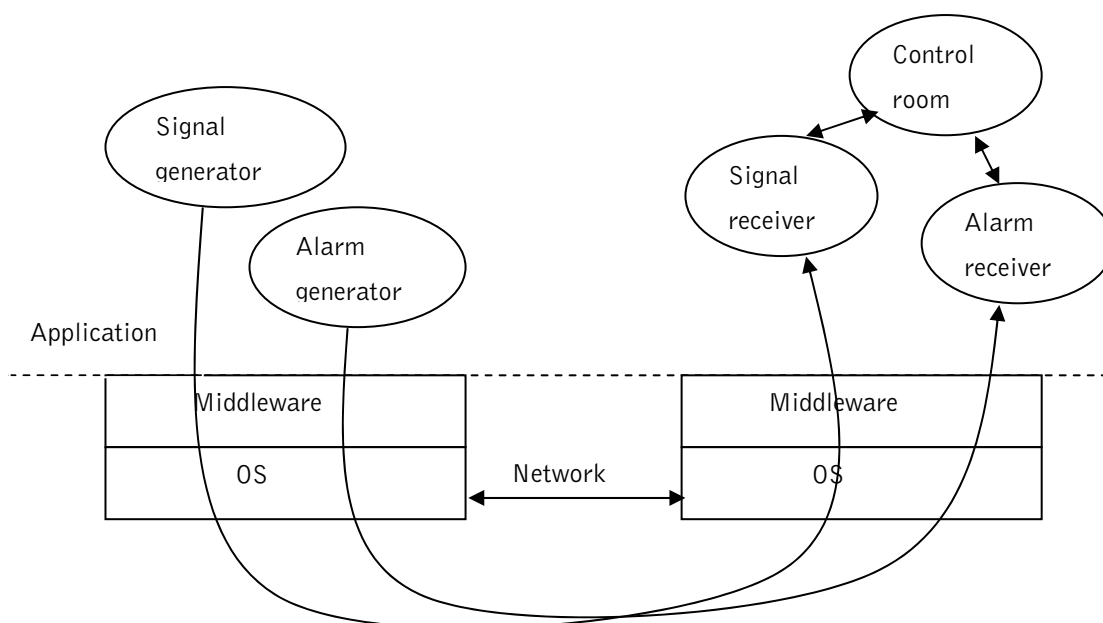 Control
room
Signal
generator
Signal
receiver
Alarm
generator
Alarm
receiver
Application
Middleware
Middleware
OS
Network
OS